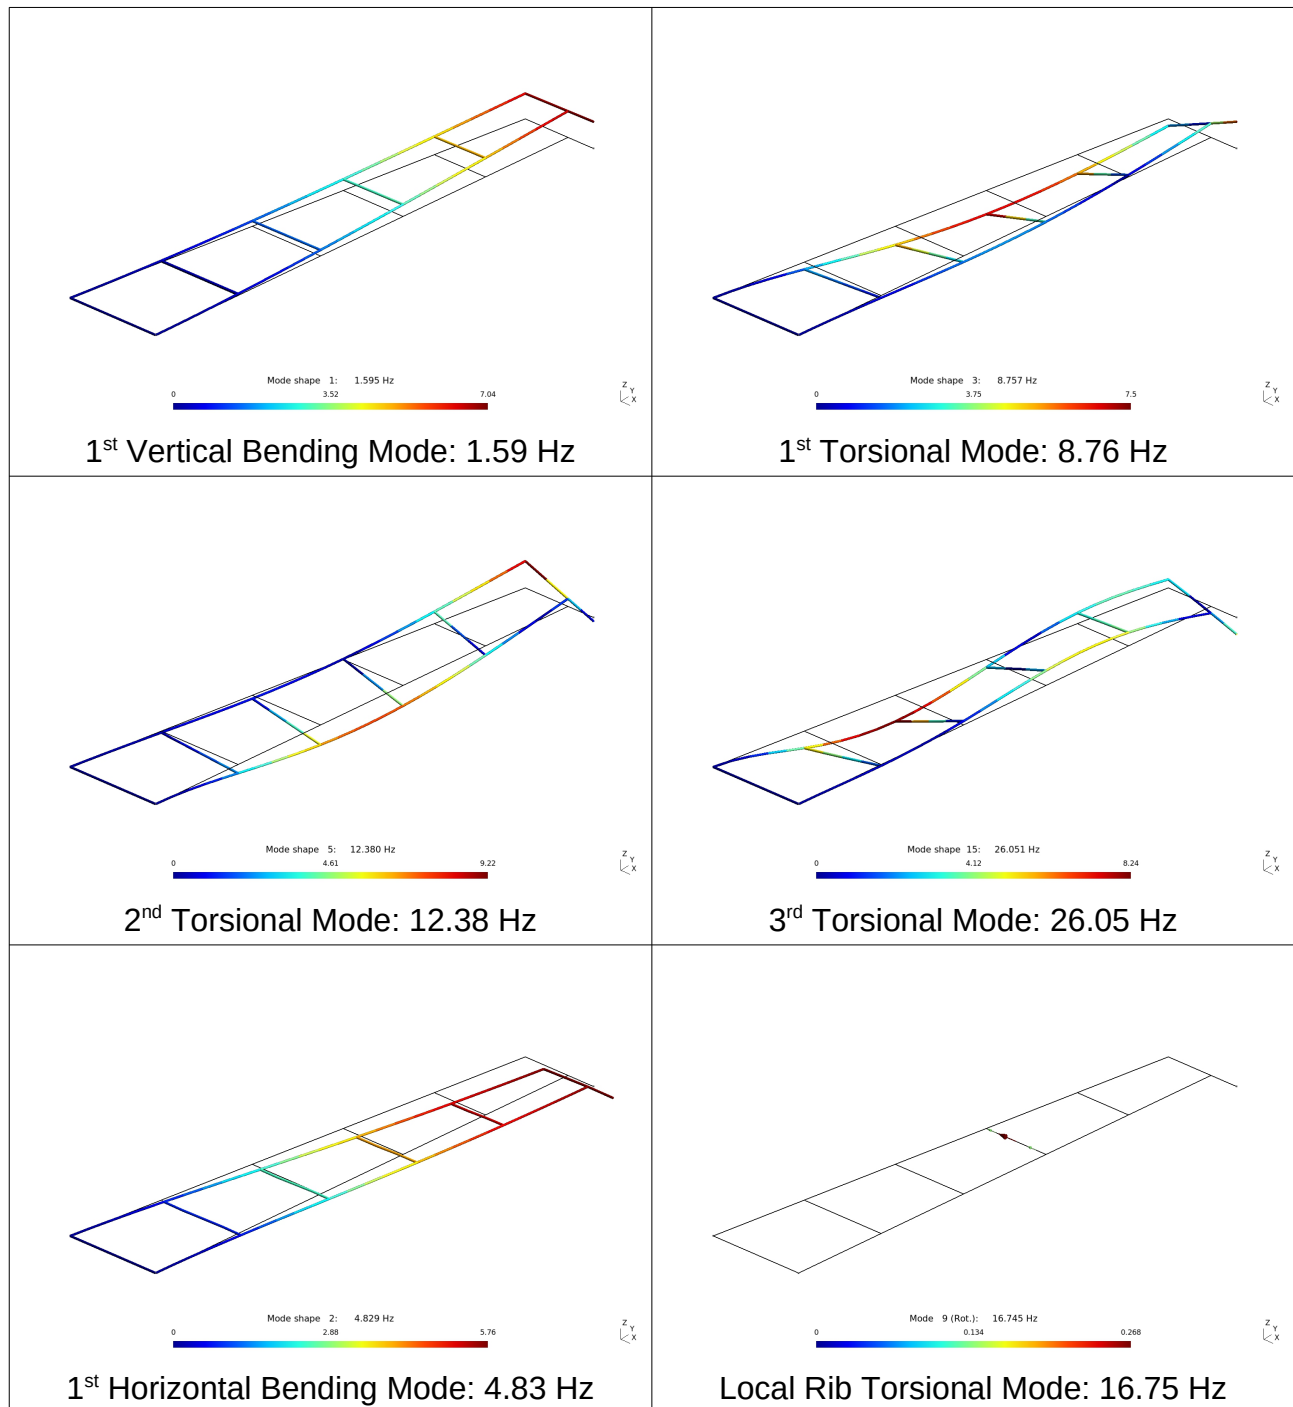 Mode shape 1: 1.595 Hz
0 3.52 7.04
Z Y X
1st Vertical Bending Mode: 1.59 Hz
Mode shape 3: 8.757 Hz
0 3.75 7.5
Z Y X
1st Torsional Mode: 8.76 Hz
Mode shape 5: 12.380 Hz
0 4.61 9.22
Z Y X
2nd Torsional Mode: 12.38 Hz
Mode shape 15: 26.051 Hz
0 4.12 8.24
Z Y X
3rd Torsional Mode: 26.05 Hz
Mode shape 2: 4.829 Hz
0 2.88 5.76
Z Y X
1st Horizontal Bending Mode: 4.83 Hz
Mode 9 (Rot.): 16.745 Hz
0 0.134 0.268
Z Y X
Local Rib Torsional Mode: 16.75 Hz